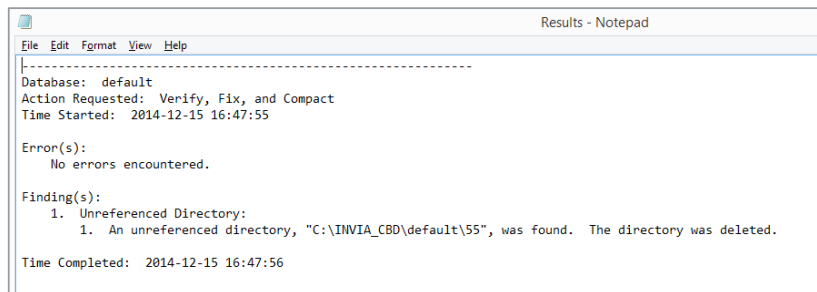 Results - Notepad
File Edit Format View Help
---------------------------------------------------------------
Database:  default
Action Requested:  Verify, Fix, and Compact
Time Started:  2014-12-15 16:47:55
Error(s):
    No errors encountered.
Finding(s):
    1.  Unreferenced Directory:
        1.  An unreferenced directory, "C:\INVIA_CBD\default\55", was found.  The directory was deleted.
Time Completed:  2014-12-15 16:47:56